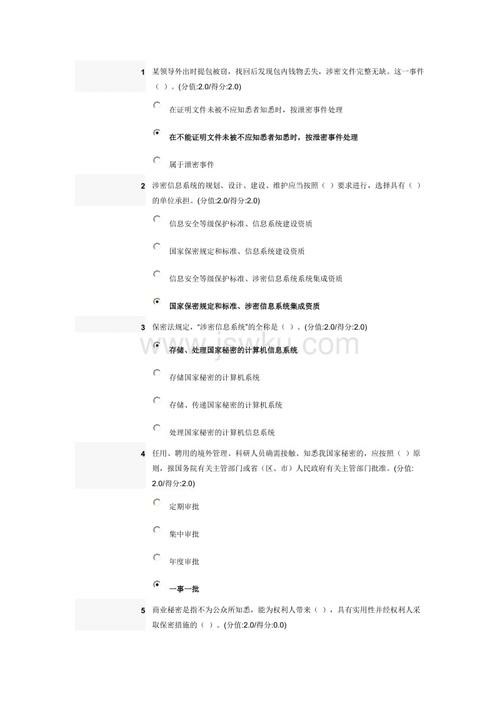 1 某领导外出时提包被窃，找回后发现包内钱物丢失，涉密文件完整无缺。这一事件
（ ）。(分值:2.0/得分:2.0)
在证明文件未被不应知悉者知悉时，按泄密事件处理
在不能证明文件未被不应知悉者知悉时，按泄密事件处理
属于泄密事件
2 涉密信息系统的规划、设计、建设、维护应当按照（ ）要求进行，选择具有（ ）
的单位承担。(分值:2.0/得分:2.0)
信息安全等级保护标准、信息系统建设资质
国家保密规定和标准、信息系统建设资质
信息安全等级保护标准、涉密信息系统系统集成资质
国家保密规定和标准、涉密信息系统集成资质
3 保密法规定，“涉密信息系统”的全称是（ ）。(分值:2.0/得分:2.0)
存储、处理国家秘密的计算机信息系统
www.jswku.com
存储国家秘密的计算机系统
存储、传递国家秘密的计算机系统
处理国家秘密的计算机信息系统
4 任用、聘用的境外管理、科研人员确需接触、知悉我国家秘密的，应按照（ ）原
则，报国务院有关主管部门或省（区、市）人民政府有关主管部门批准。(分值:
2.0/得分:2.0)
定期审批
集中审批
年度审批
一事一批
5 商业秘密是指不为公众所知悉，能为权利人带来（ ），具有实用性并经权利人采
取保密措施的（ ）。(分值:2.0/得分:0.0)